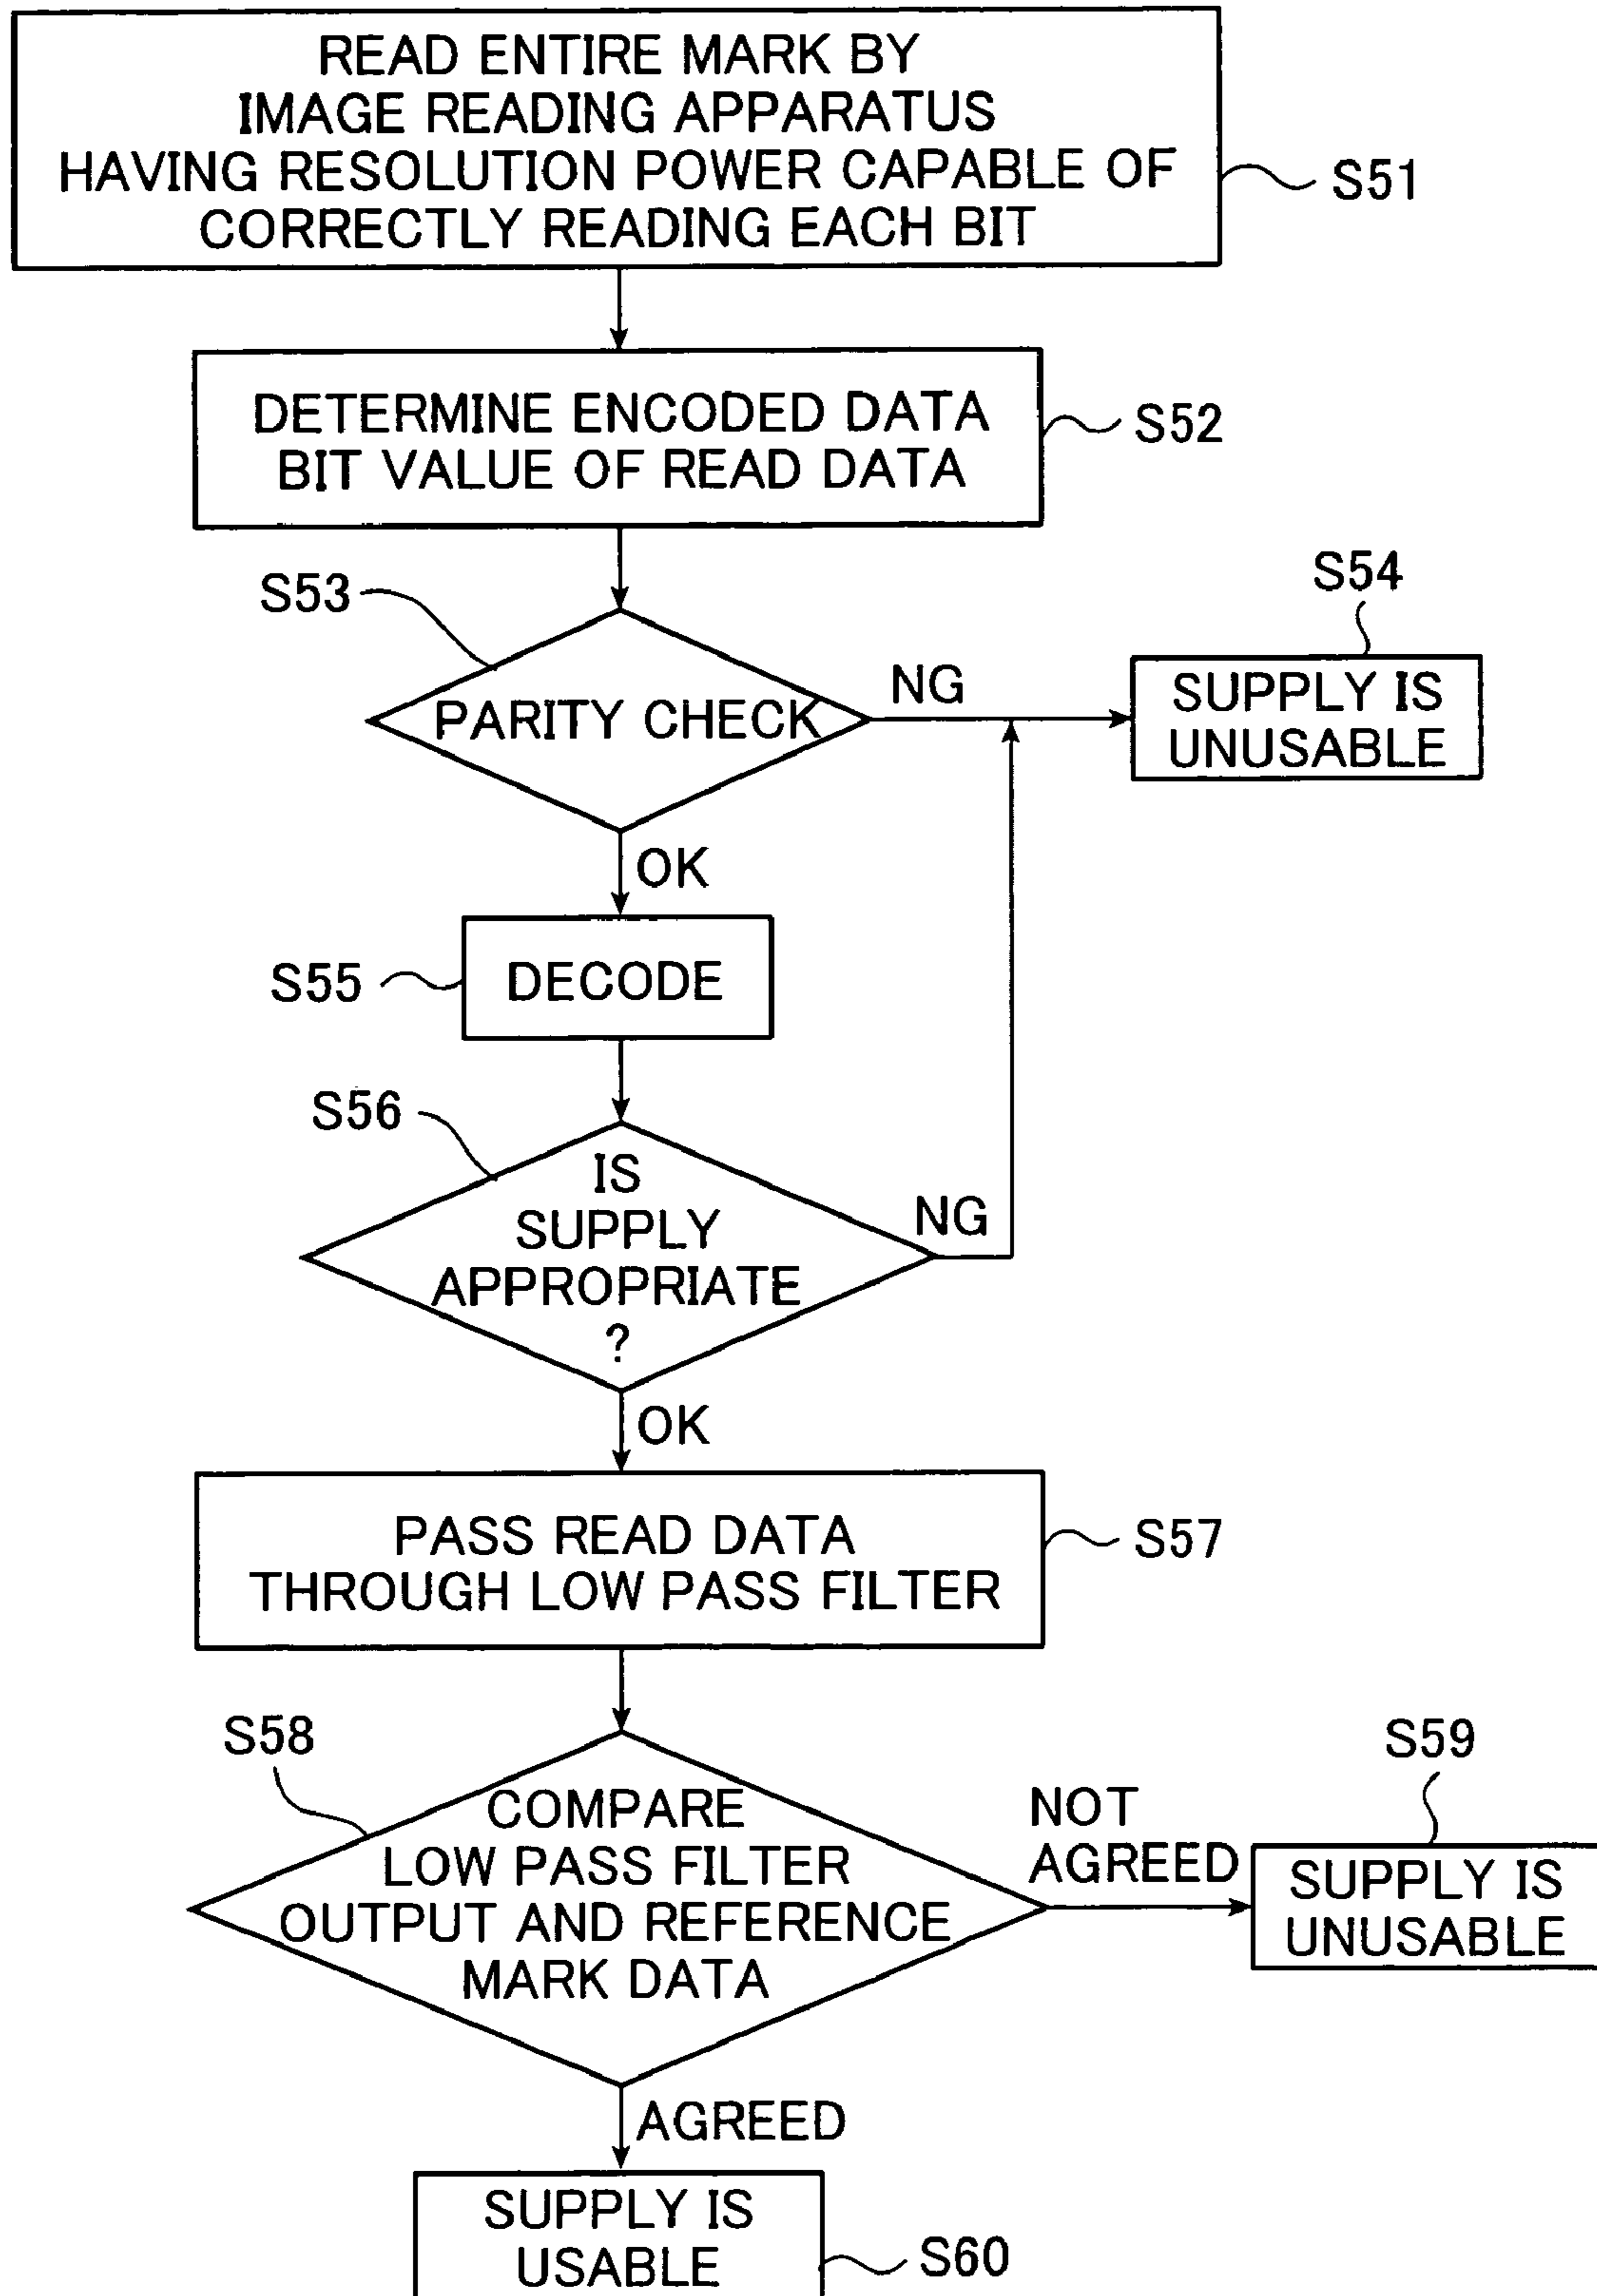 READ ENTIRE MARK BY
IMAGE READING APPARATUS
HAVING RESOLUTION POWER CAPABLE OF
CORRECTLY READING EACH BIT
S51
DETERMINE ENCODED DATA
BIT VALUE OF READ DATA
S52
S53
PARITY CHECK
NG
S54
SUPPLY IS
UNUSABLE
OK
S55
DECODE
S56
IS
SUPPLY
APPROPRIATE
?
NG
OK
PASS READ DATA
THROUGH LOW PASS FILTER
S57
S58
COMPARE
LOW PASS FILTER
OUTPUT AND REFERENCE
MARK DATA
NOT
AGREED
S59
SUPPLY IS
UNUSABLE
AGREED
SUPPLY IS
USABLE
S60